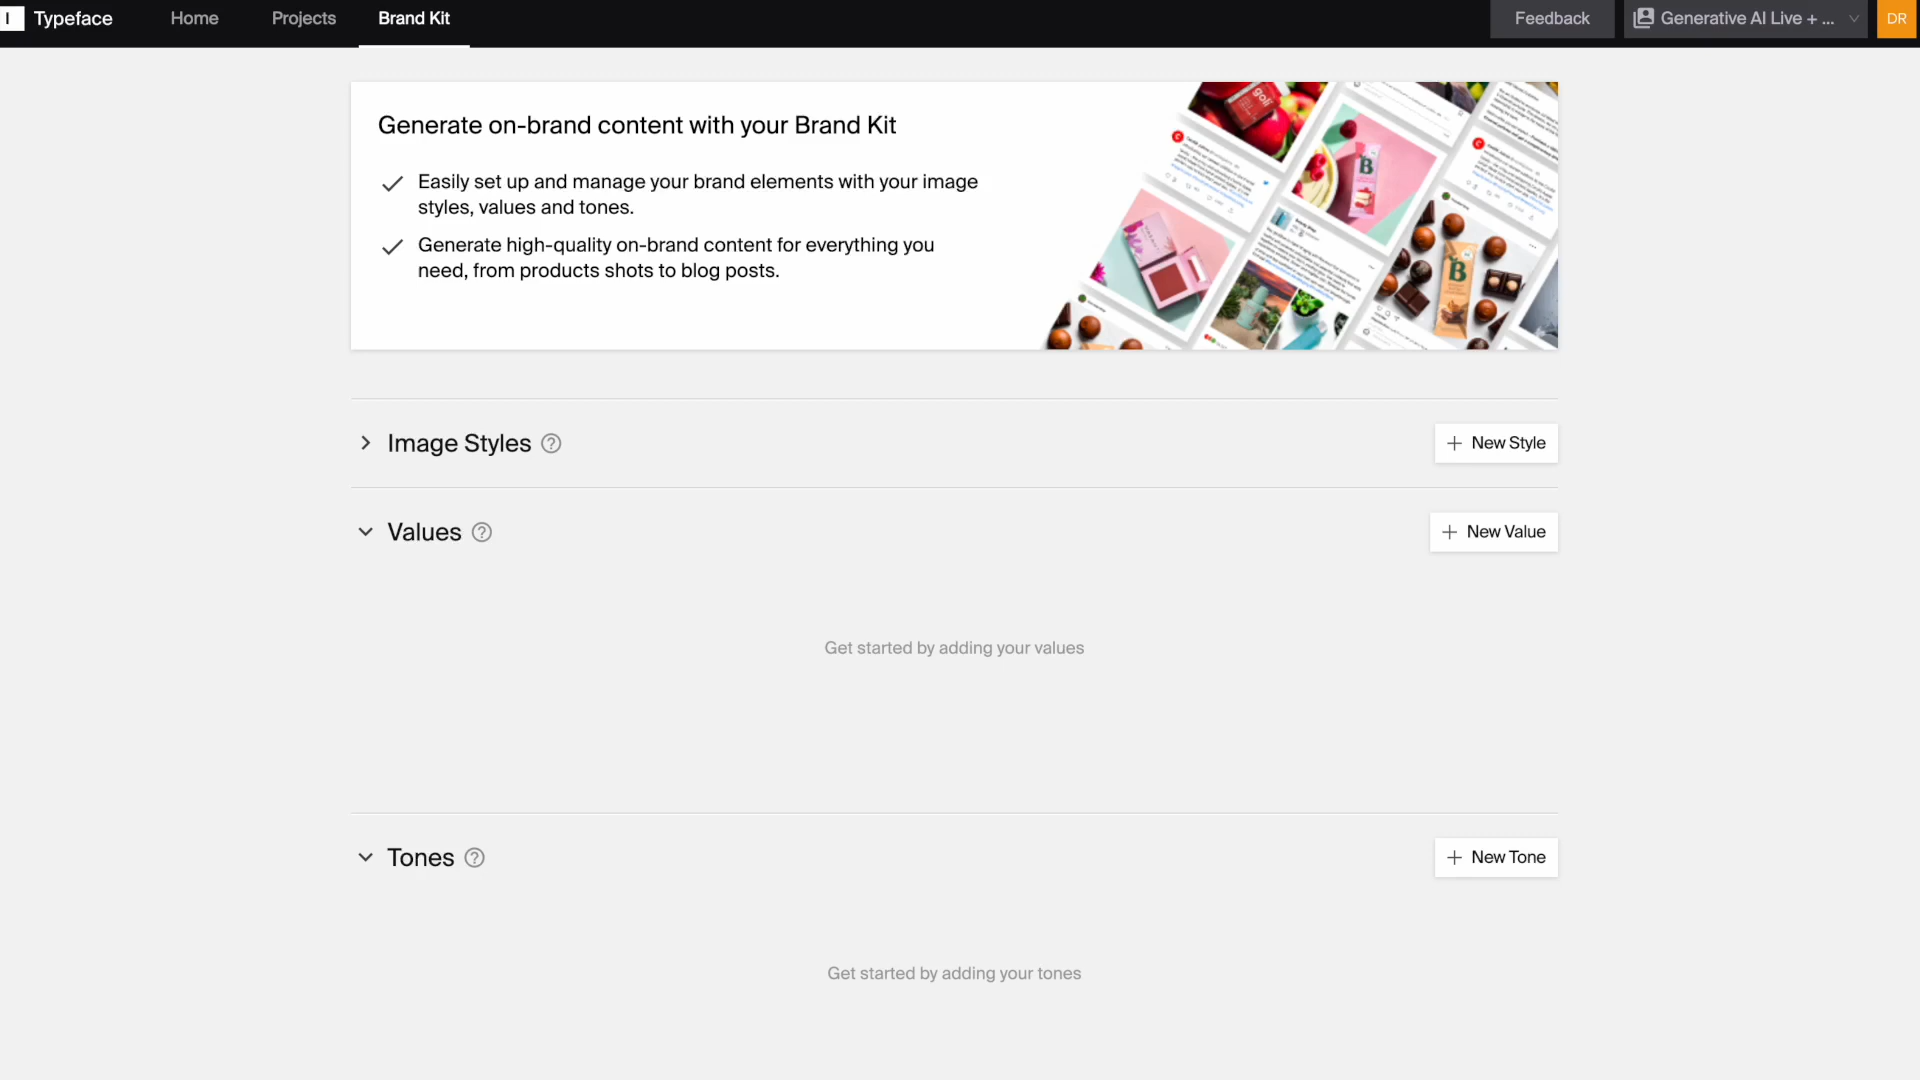 Typeface
Home
Projects
Brand Kit
Feedback
Generative AI Live + ...
DR
Generate on-brand content with your Brand Kit
Easily set up and manage your brand elements with your image
styles, values and tones.
Generate high-quality on-brand content for everything you
need, from products shots to blog posts.
goli
B
B
Image Styles
+ New Style
Values
+ New Value
Get started by adding your values
Tones
+ New Tone
Get started by adding your tones